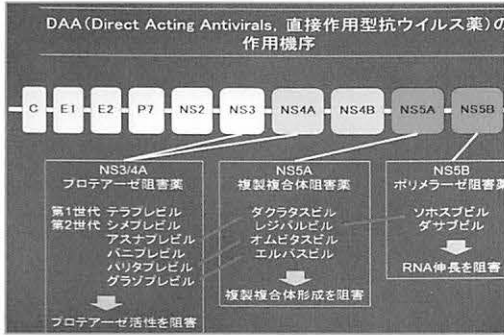 DAA(Direct Acting Antivirals, 直接作用型抗ウイルス薬)の
作用機序
C E1 E2 P7 NS2 NS3 NS4A NS4B NS5A NS5B
NS3/4A
プロテアーゼ阻害薬
第1世代 テラプレビル
第2世代 シメプレビル
アスナプレビル
バニプレビル
パリタプレビル
グラゾプレビル
プロテアーゼ活性を阻害
NS5A
複製複合体阻害薬
ダクラタスビル
レジパルビル
オムビタスビル
エルバスビル
複製複合体形成を阻害
NS5B
ポリメラーゼ阻害薬
ソホスブビル
ダサブビル
RNA伸長を阻害